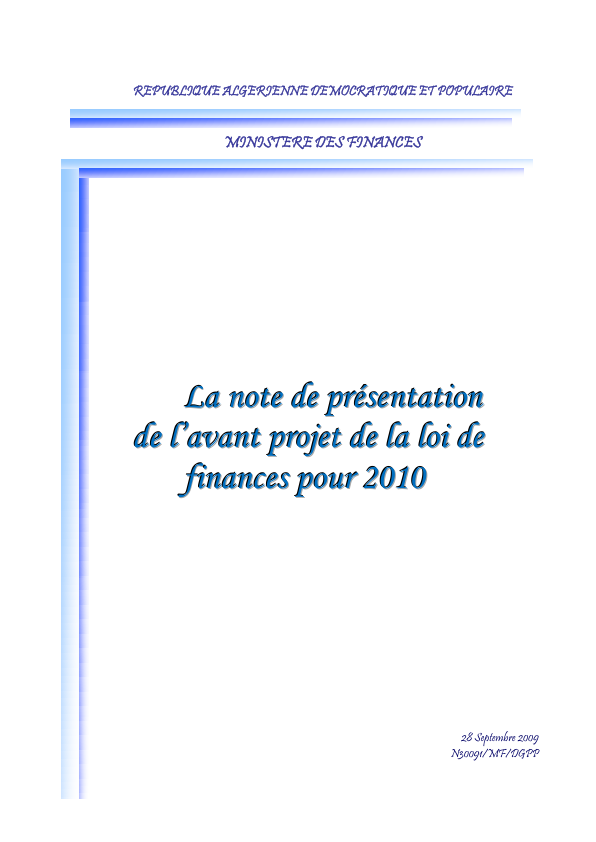 REPUBLIQUE ALGERIENNE DEMOCRATIQUE ET POPULAIRE
MINISTERE DES FINANCES
La note de présentation
de l'avant projet de la loi de
finances pour 2010
28 Septembre 2009
N30091/MF/DGPP